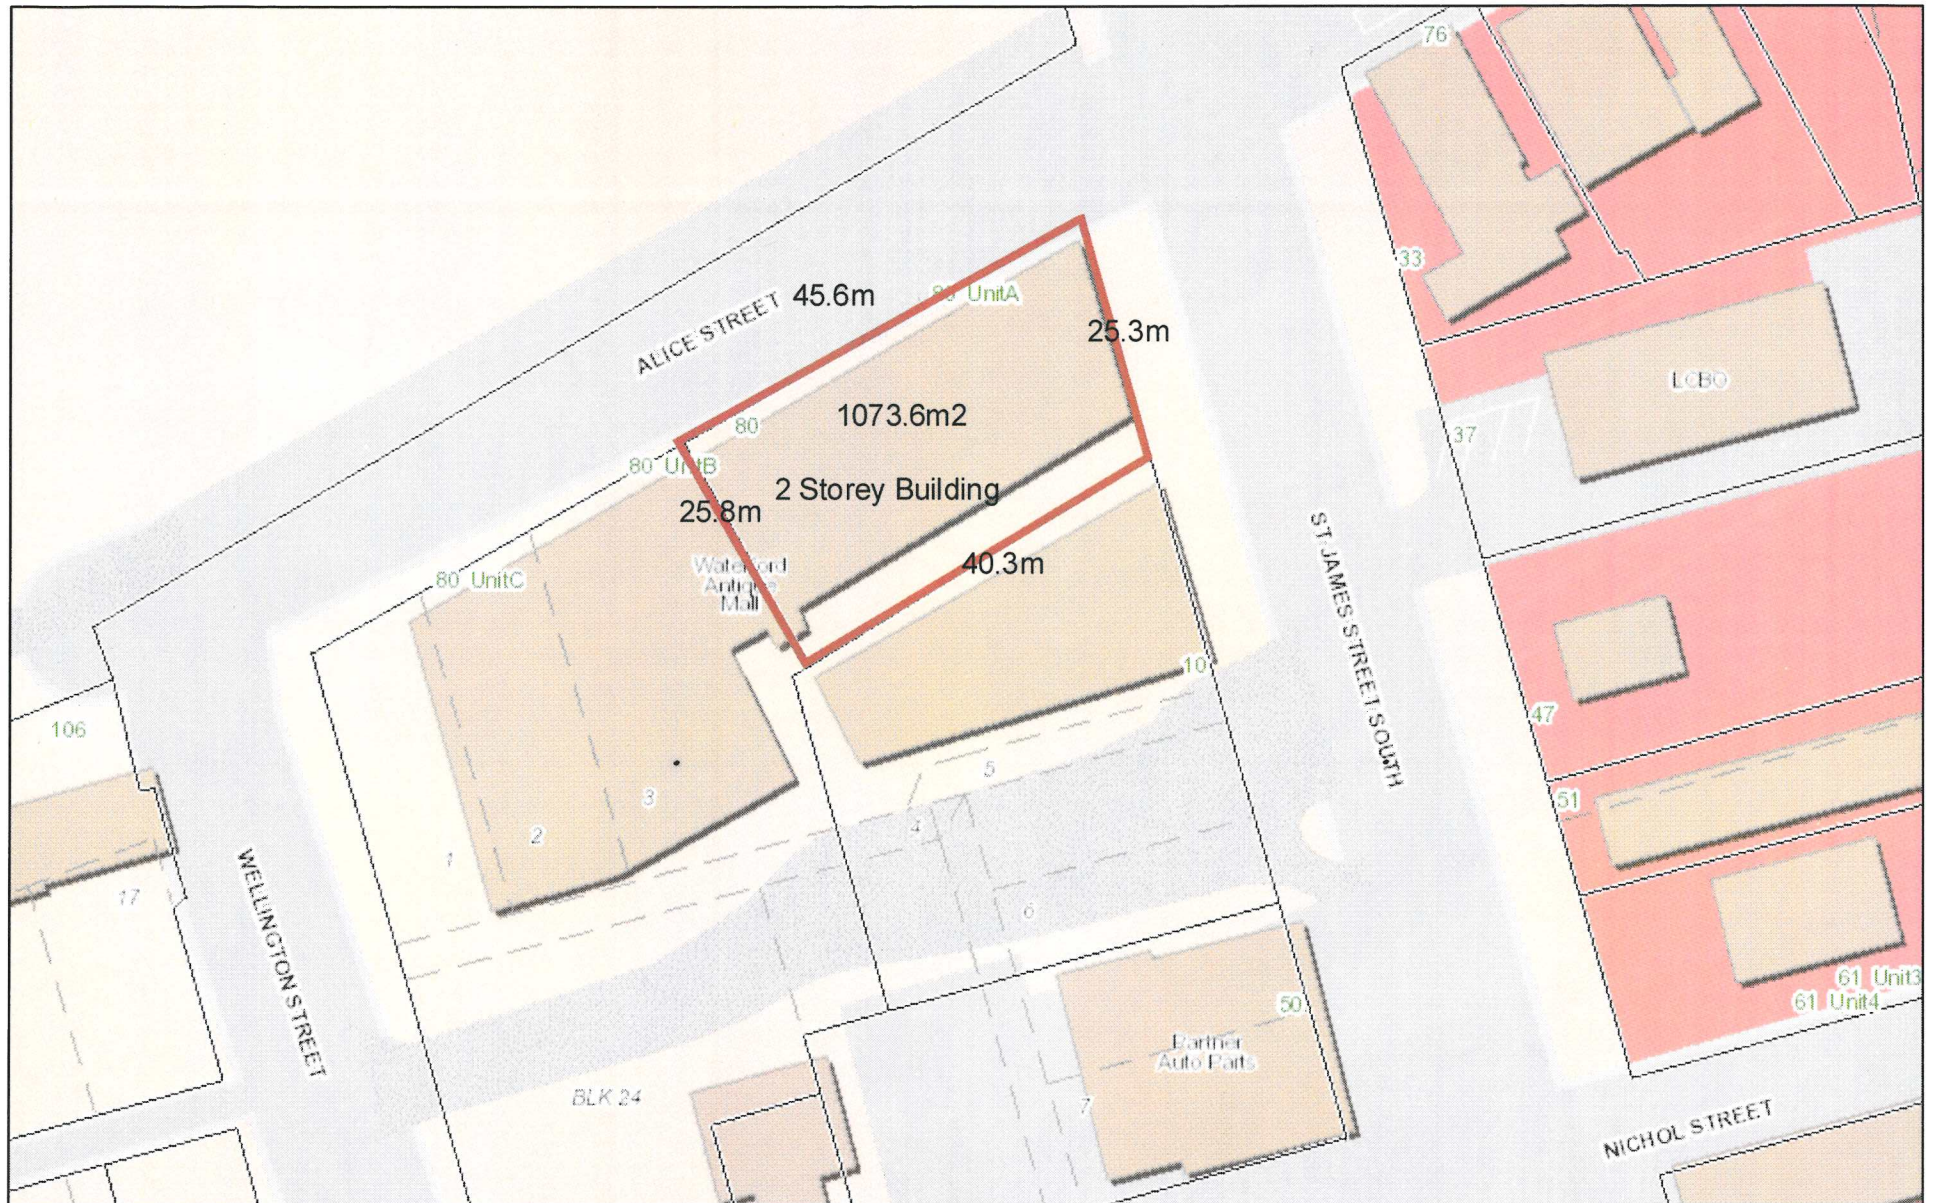 76
33
ALICE STREET
45.6m
80 UnitA
25.3m
LCBO
1073.6m2
80
37
80 UnitB
2 Storey Building
25.8m
40.3m
Waterford
Antique
Mall
80 UnitC
ST JAMES STREET SOUTH
10
106
47
5
3
51
2
4
1
17
6
WELLINGTON STREET
61 Unit3
61 Unit4
50
Partner
Auto Parts
BLK 24
7
NICHOL STREET